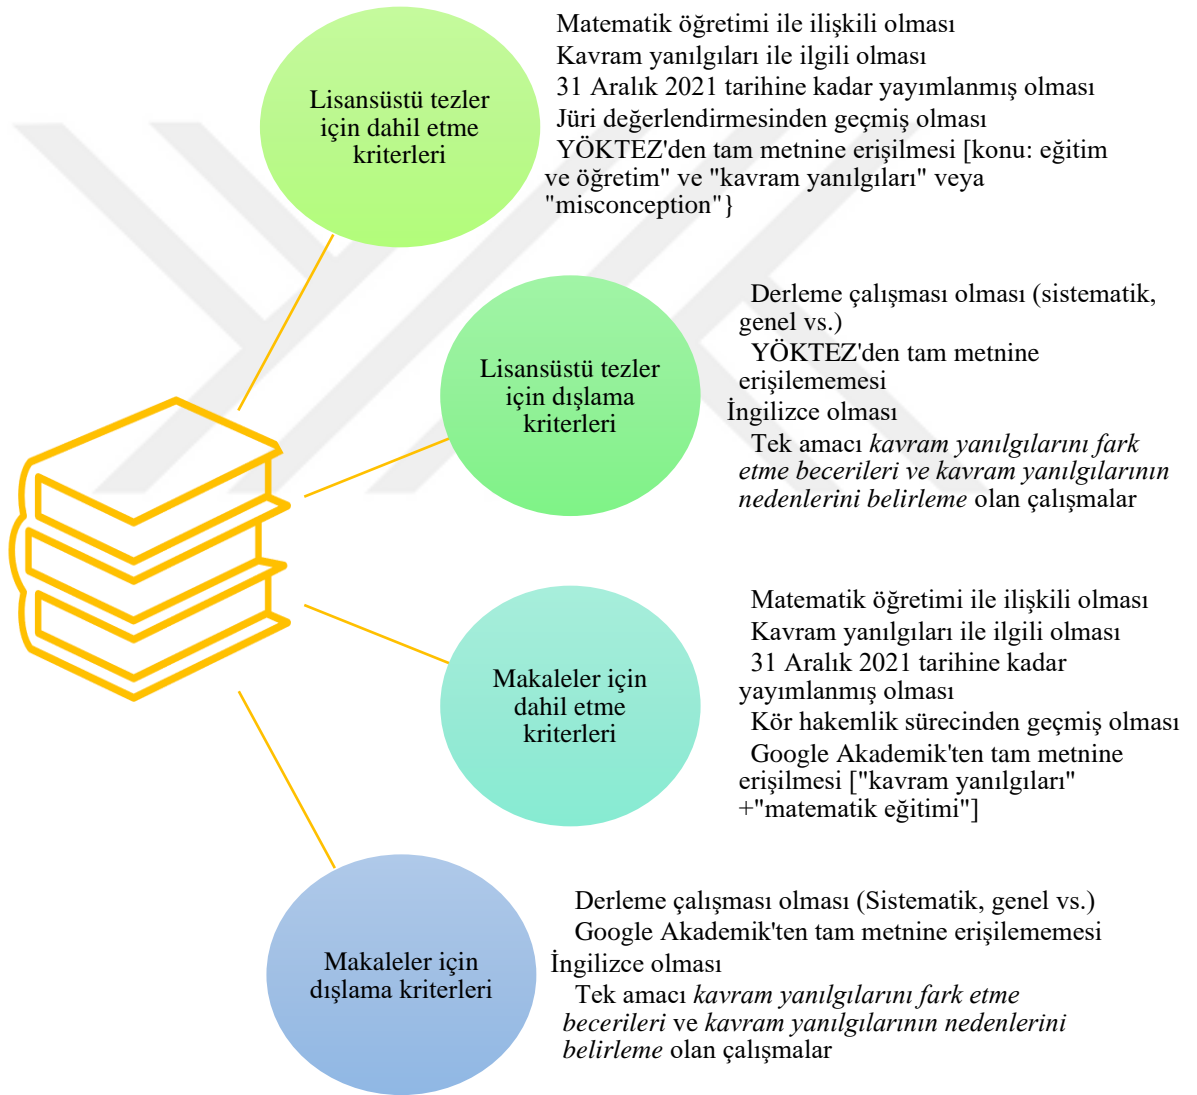 Lisansüstü tezler
için dahil etme
kriterleri
Matematik öğretimi ile ilişkili olması
Kavram yanılgıları ile ilgili olması
31 Aralık 2021 tarihine kadar yayımlanmış olması
Jüri değerlendirmesinden geçmiş olması
YÖKTEZ'den tam metnine erişilmesi [konu: eğitim
ve öğretim" ve "kavram yanılgıları" veya
"misconception"}
Lisansüstü tezler
için dışlama
kriterleri
Derleme çalışması olması (sistematik,
genel vs.)
YÖKTEZ'den tam metnine
erişilememesi
İngilizce olması
Tek amacı kavram yanılgılarını fark
etme becerileri ve kavram yanılgılarının
nedenlerini belirleme olan çalışmalar
Makaleler için
dahil etme
kriterleri
Matematik öğretimi ile ilişkili olması
Kavram yanılgıları ile ilgili olması
31 Aralık 2021 tarihine kadar
yayımlanmış olması
Kör hakemlik sürecinden geçmiş olması
Google Akademik'ten tam metnine
erişilmesi ["kavram yanılgıları"
+"matematik eğitimi"]
Makaleler için
dışlama kriterleri
Derleme çalışması olması (Sistematik, genel vs.)
Google Akademik'ten tam metnine erişilememesi
İngilizce olması
Tek amacı kavram yanılgılarını fark etme
becerileri ve kavram yanılgılarının nedenlerini
belirleme olan çalışmalar